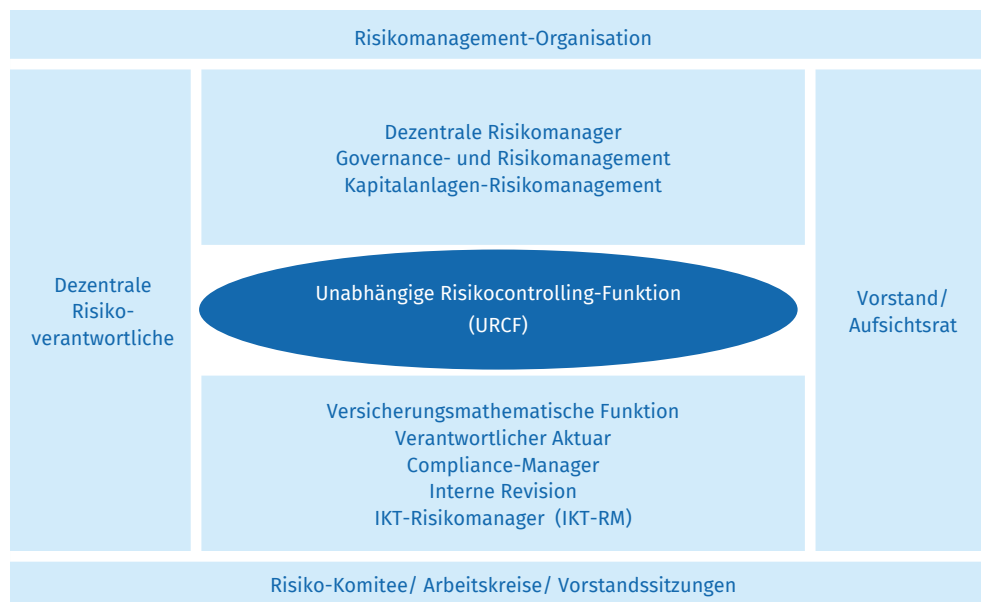 Risikomanagement-Organisation
Dezentrale Risikomanager
Governance- und Risikomanagement
Kapitalanlagen-Risikomanagement
Dezentrale
Risiko-
verantwortliche
Unabhängige Risikocontrolling-Funktion
(URCF)
Vorstand/
Aufsichtsrat
Versicherungsmathematische Funktion
Verantwortlicher Aktuar
Compliance-Manager
Interne Revision
IKT-Risikomanager (IKT-RM)
Risiko-Komitee/ Arbeitskreise/ Vorstandssitzungen